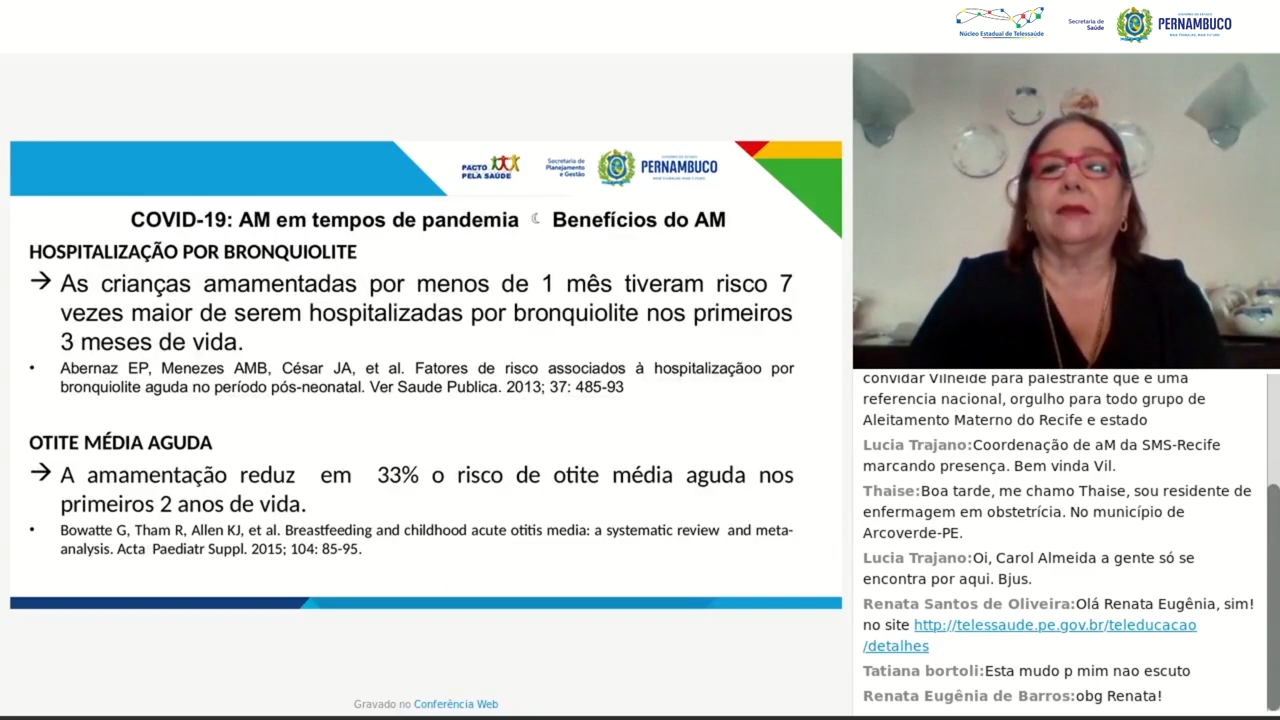 Núcleo Estadual de Telessaúde
Secretaria de
Saúde
GOVERNO DO ESTADO
PERNAMBUCO
MAIS TRABALHO, MAIS FUTURO
PACTO
PELA SAÚDE
Secretaria de
Planejamento
e Gestão
GOVERNO DO ESTADO
PERNAMBUCO
COVID-19: AM em tempos de pandemia ☾ Benefícios do AM
HOSPITALIZAÇÃO POR BRONQUIOLITE
→ As crianças amamentadas por menos de 1 mês tiveram risco 7
vezes maior de serem hospitalizadas por bronquiolite nos primeiros
3 meses de vida.
• Abernaz EP, Menezes AMB, César JA, et al. Fatores de risco associados à hospitalizaçãoo por
bronquiolite aguda no período pós-neonatal. Ver Saude Publica. 2013; 37: 485-93
OTITE MÉDIA AGUDA
→ A amamentação reduz em 33% o risco de otite média aguda nos
primeiros 2 anos de vida.
• Bowatte G, Tham R, Allen KJ, et al. Breastfeeding and childhood acute otitis media: a systematic review and meta-
analysis. Acta Paediatr Suppl. 2015; 104: 85-95.
Gravado no Conferência Web
convidar Vilneide para palestrante que e uma
referencia nacional, orgulho para todo grupo de
Aleitamento Materno do Recife e estado
Lucia Trajano:Coordenação de aM da SMS-Recife
marcando presença. Bem vinda Vil.
Thaise:Boa tarde, me chamo Thaise, sou residente de
enfermagem em obstetrícia. No município de
Arcoverde-PE.
Lucia Trajano:Oi, Carol Almeida a gente só se
encontra por aqui. Bjus.
Renata Santos de Oliveira:Olá Renata Eugênia, sim!
no site http://telessaude.pe.gov.br/teleducacao
/detalhes
Tatiana bortoli:Esta mudo p mim nao escuto
Renata Eugênia de Barros:obg Renata!